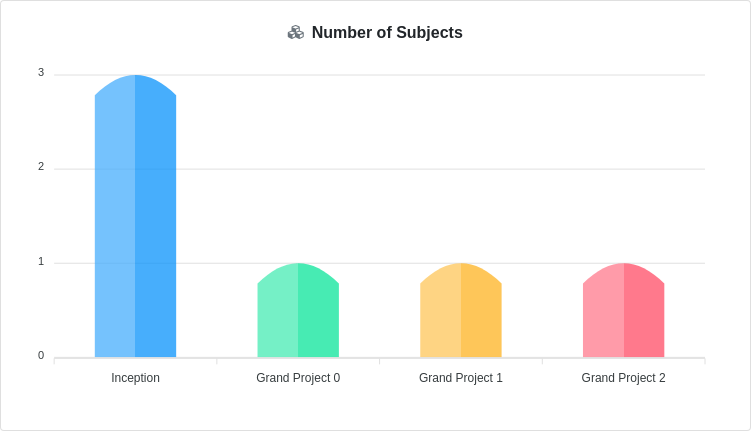 Number of Subjects
3
2
1
0
Inception
Grand Project 0
Grand Project 1
Grand Project 2